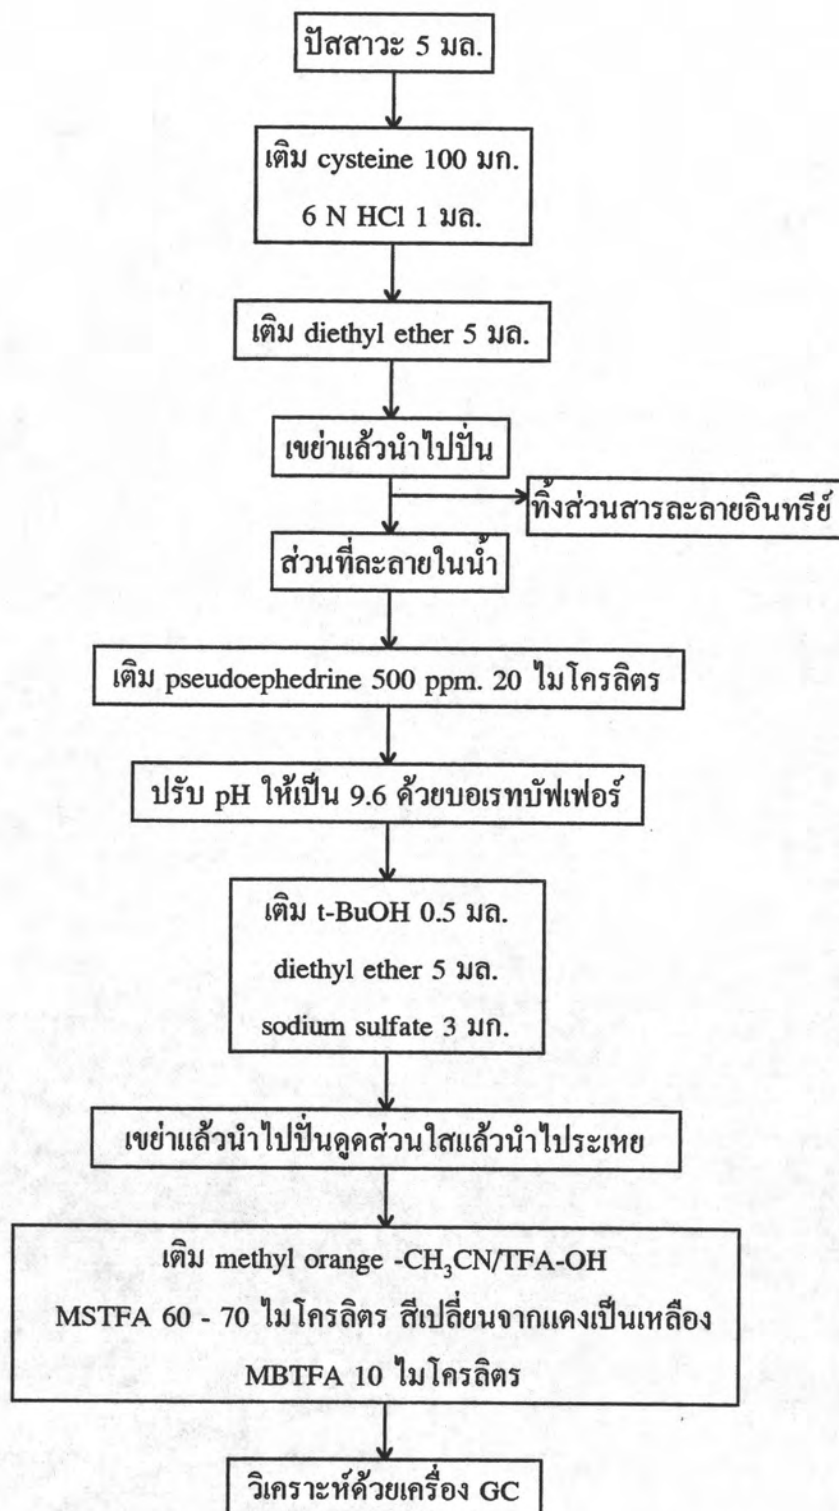 ปัสสาวะ 5 มล.
เติม cysteine 100 มก.
6 N HCl 1 มล.
เติม diethyl ether 5 มล.
เขย่าแล้วนำไปปั่น
ทิ้งส่วนสารละลายอินทรีย์
ส่วนที่ละลายในน้ำ
เติม pseudoephedrine 500 ppm. 20 ไมโครลิตร
ปรับ pH ให้เป็น 9.6 ด้วยบอเรทบัฟเฟอร์
เติม t-BuOH 0.5 มล.
diethyl ether 5 มล.
sodium sulfate 3 มก.
เขย่าแล้วนำไปปั่นดูดส่วนใสแล้วนำไประเหย
เติม methyl orange -CH₃CN/TFA-OH
MSTFA 60 - 70 ไมโครลิตร สีเปลี่ยนจากแดงเป็นเหลือง
MBTFA 10 ไมโครลิตร
วิเคราะห์ด้วยเครื่อง GC